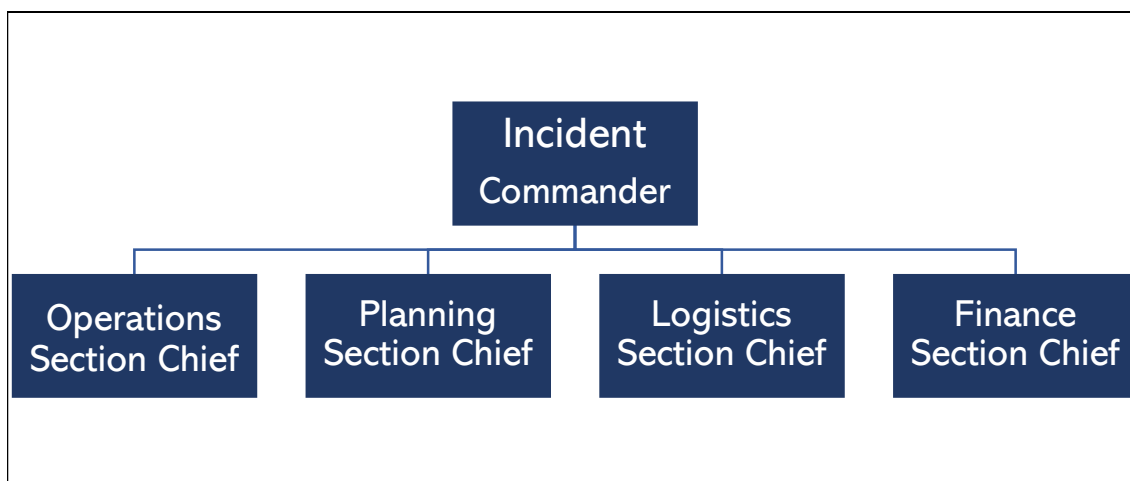 Incident
Commander
Operations
Section Chief
Planning
Section Chief
Logistics
Section Chief
Finance
Section Chief